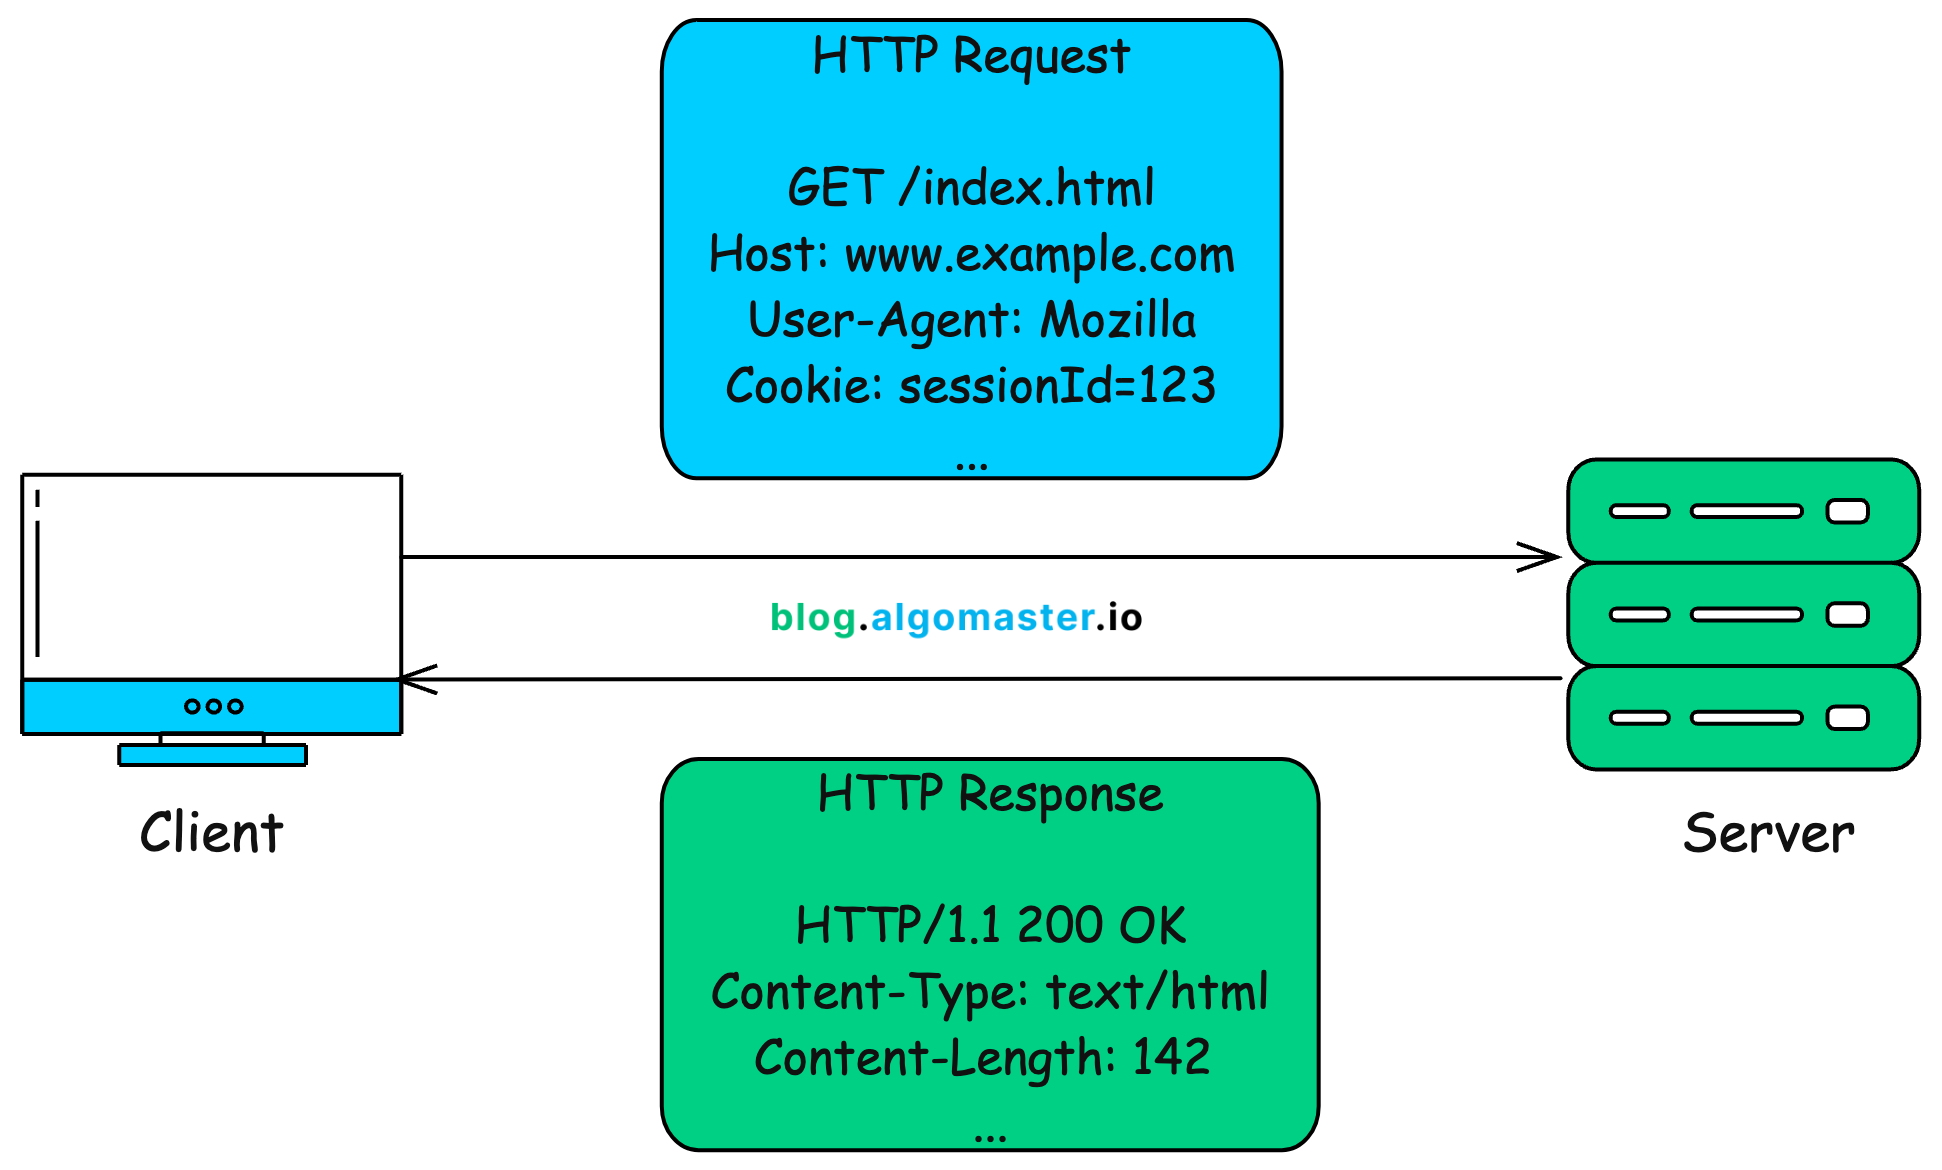 HTTP Request
GET /index.html
Host: www.example.com
User-Agent: Mozilla
Cookie: sessionId=123
...
blog.algomaster.io
Client
Server
HTTP Response
HTTP/1.1 200 OK
Content-Type: text/html
Content-Length: 142
...